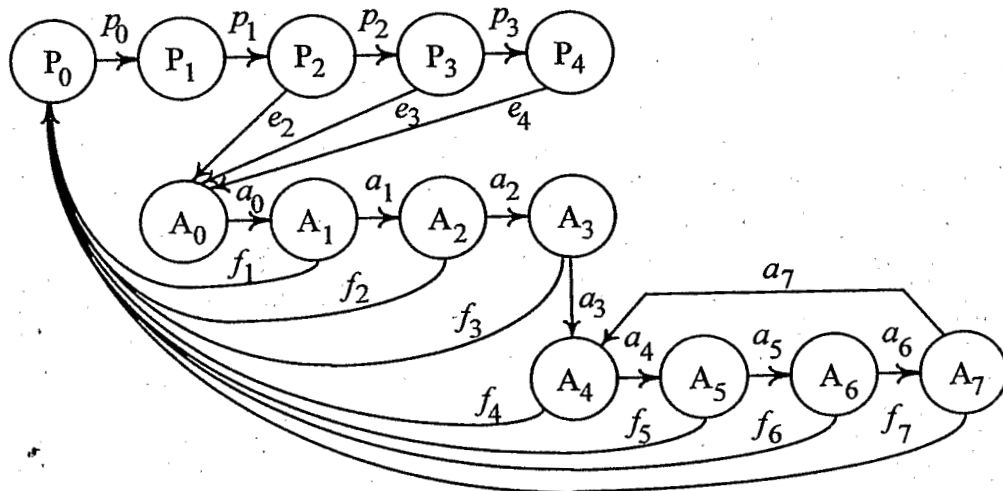 p₀ p₁ p₂ p₃
P₀ P₁ P₂ P₃ P₄
e₂ e₃ e₄
a₀ a₁ a₂
A₀ A₁ A₂ A₃
f₁ f₂ f₃ a₃ a₇
a₄ a₅ a₆
A₄ A₅ A₆ A₇
f₄ f₅ f₆ f₇